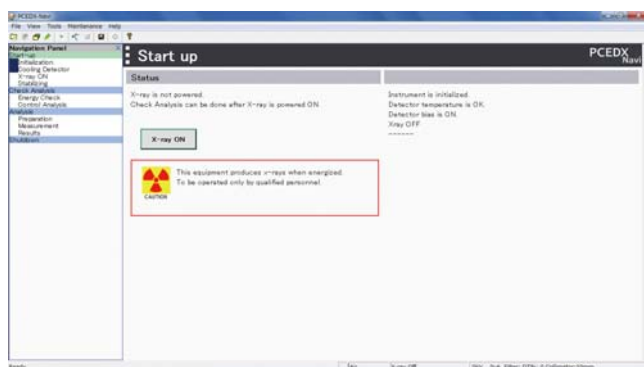 PCEDX-Navi
File View Tools Maintenance Help
Navigation Panel
Start-up
Initialization
Cooling Detector
X-ray ON
Stabilizing
Check Analysis
Energy Check
Control Analysis
Analysis
Preparation
Measurement
Results
Shutdown
Start up
PCEDX
Navi
Status
X-ray is not powered.
Check Analysis can be done after X-ray is powered ON.
X-ray ON
CAUTION
This equipment produces x-rays when energized.
To be operated only by qualified personnel.
Instrument is initialized.
Detector temperature is OK.
Detector bias is ON.
Xray OFF
------
Ready
X-ray Off